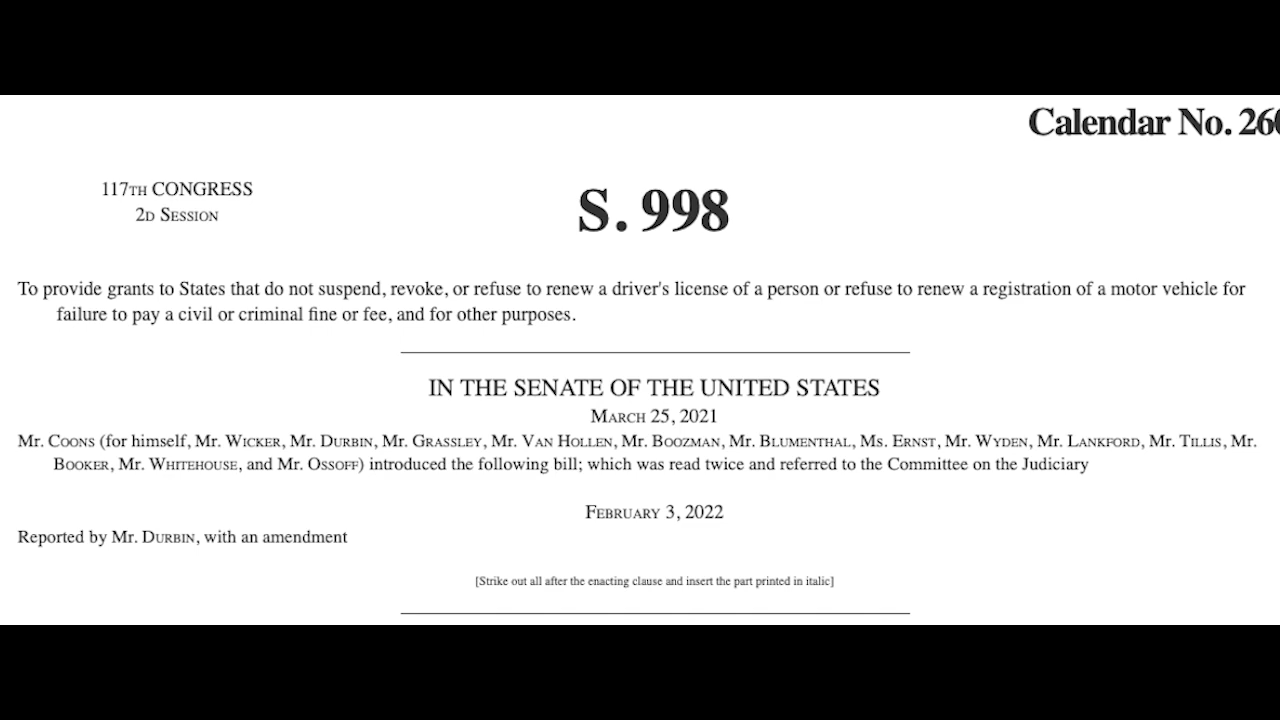 Calendar No. 260
117TH CONGRESS
2D SESSION
S. 998
To provide grants to States that do not suspend, revoke, or refuse to renew a driver's license of a person or refuse to renew a registration of a motor vehicle for
failure to pay a civil or criminal fine or fee, and for other purposes.
IN THE SENATE OF THE UNITED STATES
MARCH 25, 2021
Mr. COONS (for himself, Mr. WICKER, Mr. DURBIN, Mr. GRASSLEY, Mr. VAN HOLLEN, Mr. BOOZMAN, Mr. BLUMENTHAL, Ms. ERNST, Mr. WYDEN, Mr. LANKFORD, Mr. TILLIS, Mr.
BOOKER, Mr. WHITEHOUSE, and Mr. OSSOFF) introduced the following bill; which was read twice and referred to the Committee on the Judiciary
FEBRUARY 3, 2022
Reported by Mr. DURBIN, with an amendment
[Strike out all after the enacting clause and insert the part printed in italic]